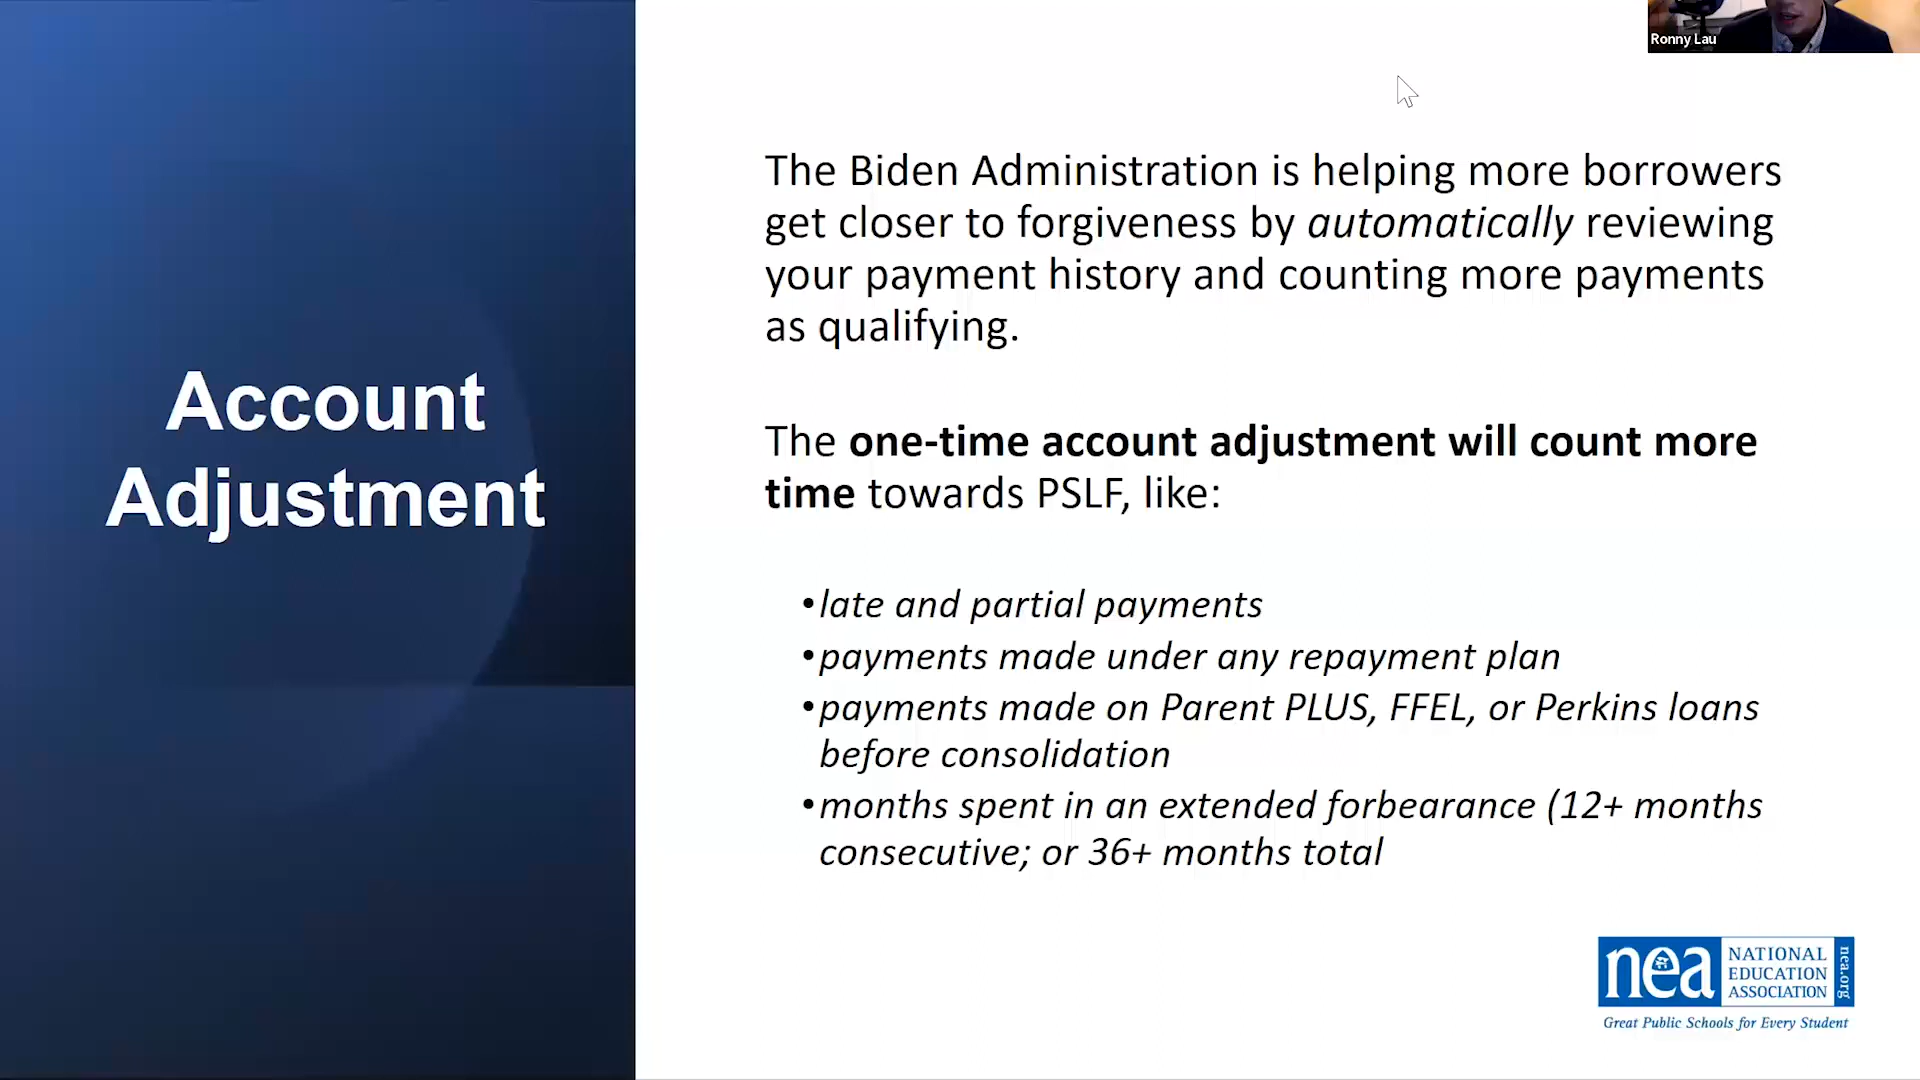 Ronny Lau
Account
Adjustment
The Biden Administration is helping more borrowers
get closer to forgiveness by automatically reviewing
your payment history and counting more payments
as qualifying.
The one-time account adjustment will count more
time towards PSLF, like:
•late and partial payments
•payments made under any repayment plan
•payments made on Parent PLUS, FFEL, or Perkins loans
before consolidation
•months spent in an extended forbearance (12+ months
consecutive; or 36+ months total
nea
NATIONAL
EDUCATION
ASSOCIATION
nea.org
Great Public Schools for Every Student